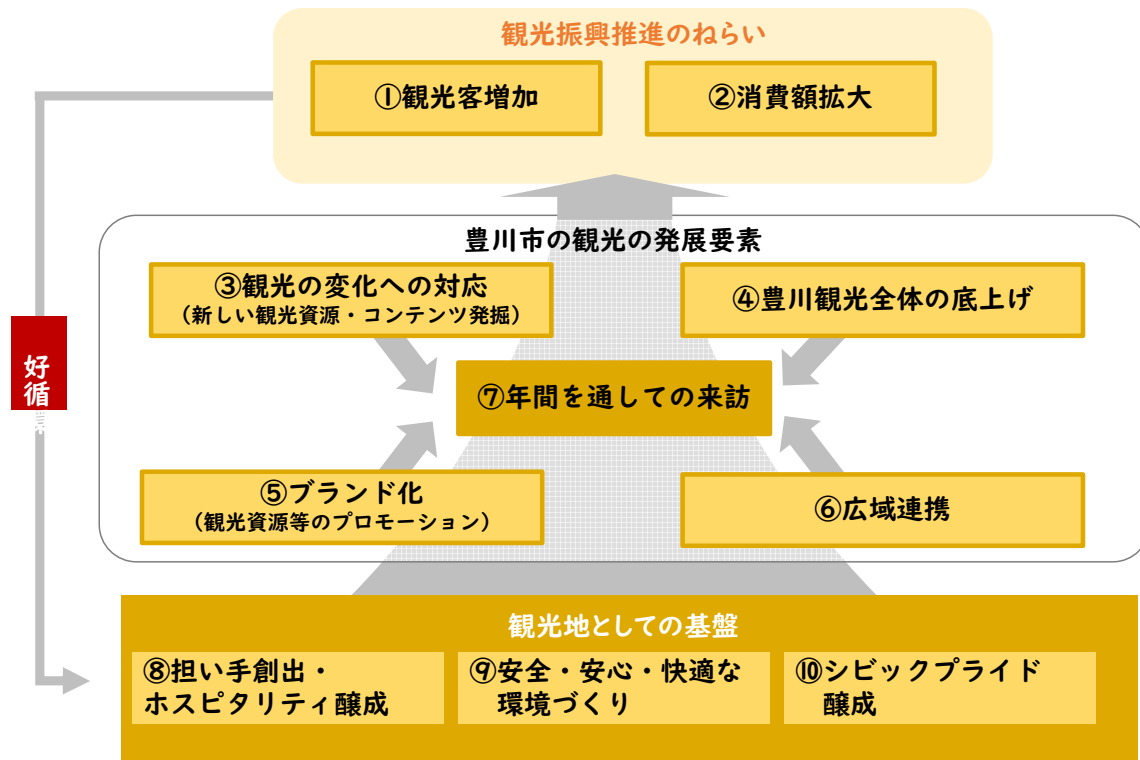 観光振興推進のねらい
①観光客増加
②消費額拡大
豊川市の観光の発展要素
③観光の変化への対応
（新しい観光資源・コンテンツ発掘）
④豊川観光全体の底上げ
好循
⑦年間を通しての来訪
⑤ブランド化
（観光資源等のプロモーション）
⑥広域連携
観光地としての基盤
⑧担い手創出・
ホスピタリティ醸成
⑨安全・安心・快適な
環境づくり
⑩シビックプライド
醸成